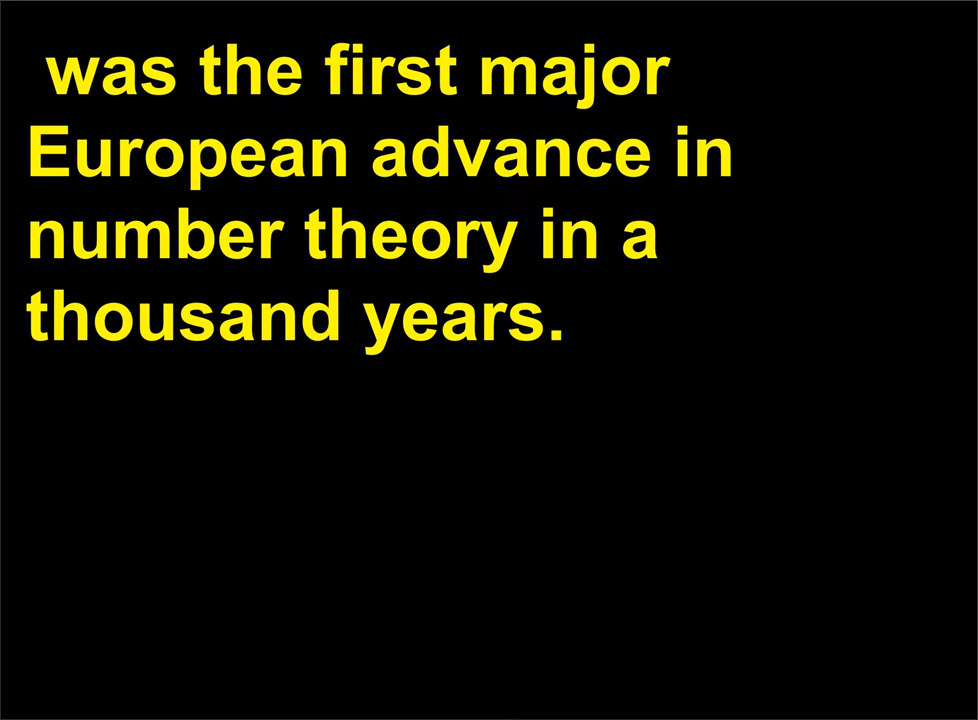 was the first major
European advance in
number theory in a
thousand years.